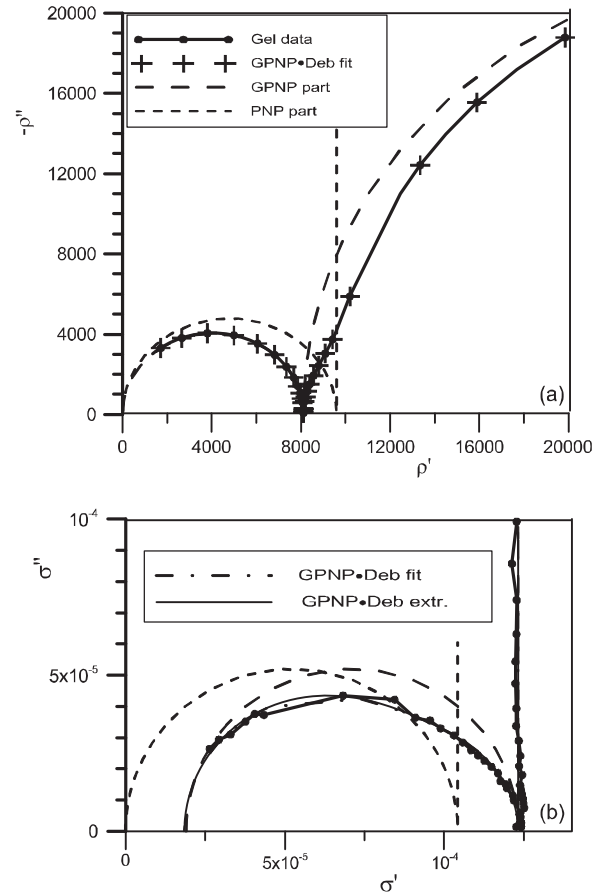 20000
16000
12000
8000
4000
0
-ρ"
Gel data
GPNP•Deb fit
GPNP part
PNP part
(a)
0
4000
8000
12000
16000
20000
ρ'
10⁻⁴
5x10⁻⁵
0
σ"
GPNP•Deb fit
GPNP•Deb extr.
(b)
0
5x10⁻⁵
10⁻⁴
σ'